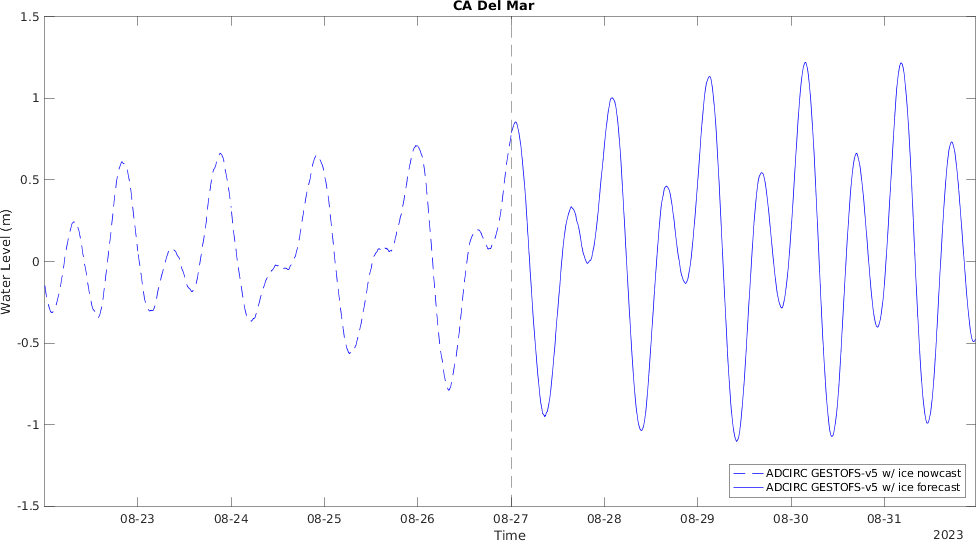 CA Del Mar
1.5
1
0.5
0
-0.5
-1
-1.5
Water Level (m)
ADCIRC GESTOFS-v5 w/ ice nowcast
ADCIRC GESTOFS-v5 w/ ice forecast
08-23 08-24 08-25 08-26 08-27 08-28 08-29 08-30 08-31
Time
2023